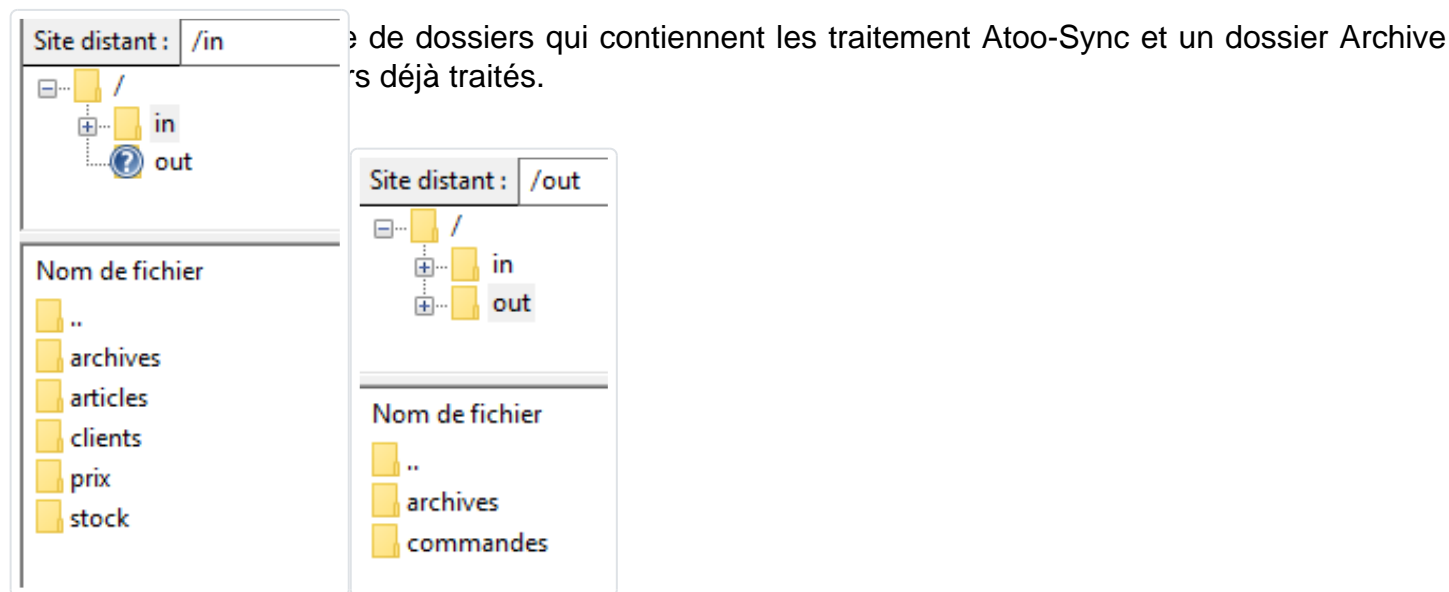 e de dossiers qui contiennent les traitement Atoo-Sync et un dossier Archive
rs déjà traités.
Site distant : /in
/
in
out
Nom de fichier
..
archives
articles
clients
prix
stock
Site distant : /out
/
in
out
Nom de fichier
..
archives
commandes